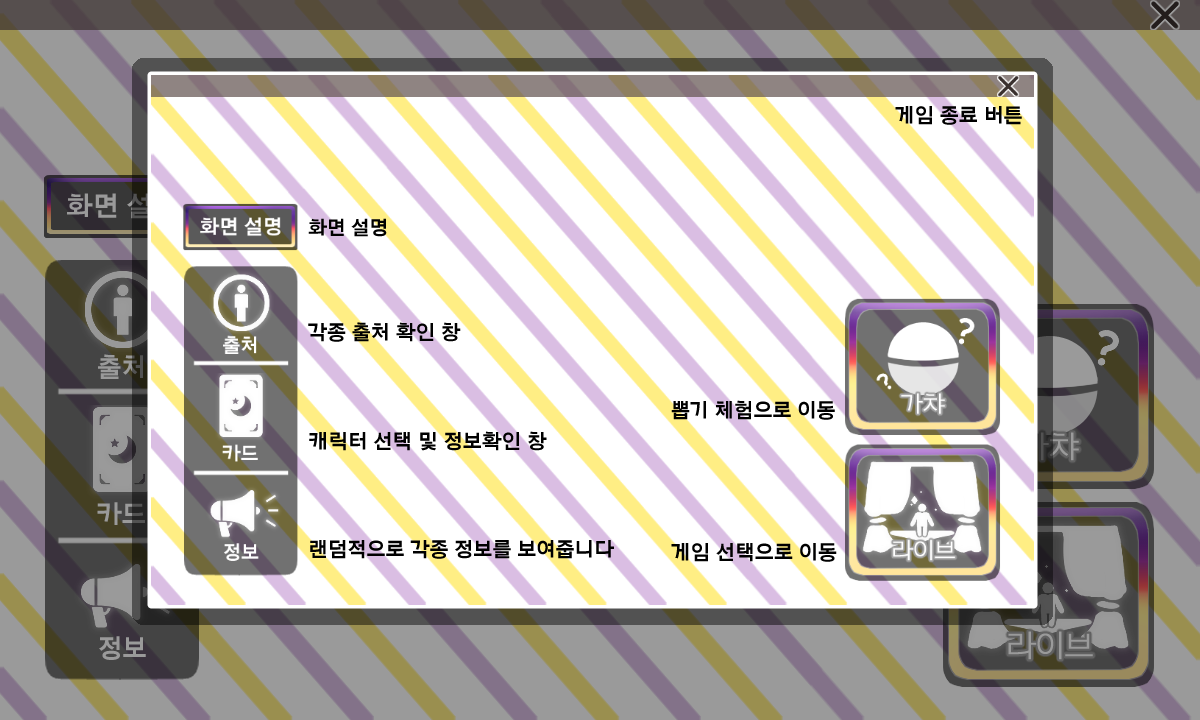 게임 종료 버튼
화면 설명
화면 설명
화면 설명
출처
각종 출처 확인 창
출처
카드
캐릭터 선택 및 정보확인 창
카드
정보
랜덤적으로 각종 정보를 보여줍니다
정보
?
?
가챠
뽑기 체험으로 이동
?
라이브
게임 선택으로 이동
라이브